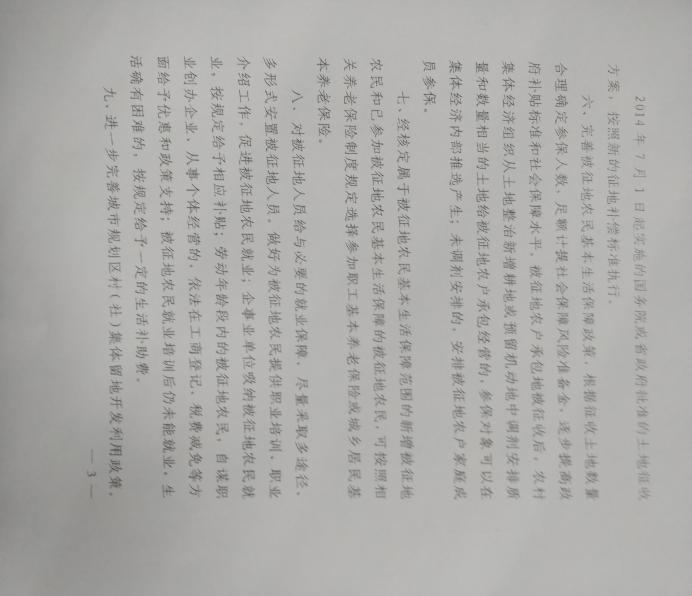 2014年7月1日起实施的国务院或省政府批准的土地征收
方案，按照新的征地补偿标准执行。
六、完善被征地农民基本生活保障政策，根据征收土地数量
合理确定参保人数，足额计提社会保障风险准备金，逐步提高政
府补贴标准和社会保障水平。被征地农户承包地被征收后，农村
集体经济组织从土地整治新增耕地或预留机动地中调剂安排质
量和数量相当的土地给被征地农户承包经营的，参保对象可以在
集体经济内部推选产生；未调剂安排的，安排被征地农户家庭成
员参保。
七、经核定属于被征地农民基本生活保障范围的新增被征地
农民和已参加被征地农民基本生活保障的被征地农民，可按照相
关养老保险制度规定选择参加职工基本养老保险或城乡居民基
本养老保险。
八、对被征地人员给与必要的就业保障，尽量采取多途径、
多形式安置被征地人员。做好为被征地农民提供职业培训、职业
介绍工作，促进被征地农民就业；企事业单位吸纳被征地农民就
业，按规定给予相应补贴；劳动年龄段内的被征地农民，自谋职
业创办企业、从事个体经营的，依法在工商登记、税费减免等方
面给予优惠和政策支持；被征地农民就业培训后仍未能就业，生
活确有困难的，按规定给予一定的生活补助费。
九、进一步完善城市规划区村（社）集体留地开发利用政策。
— 3 —